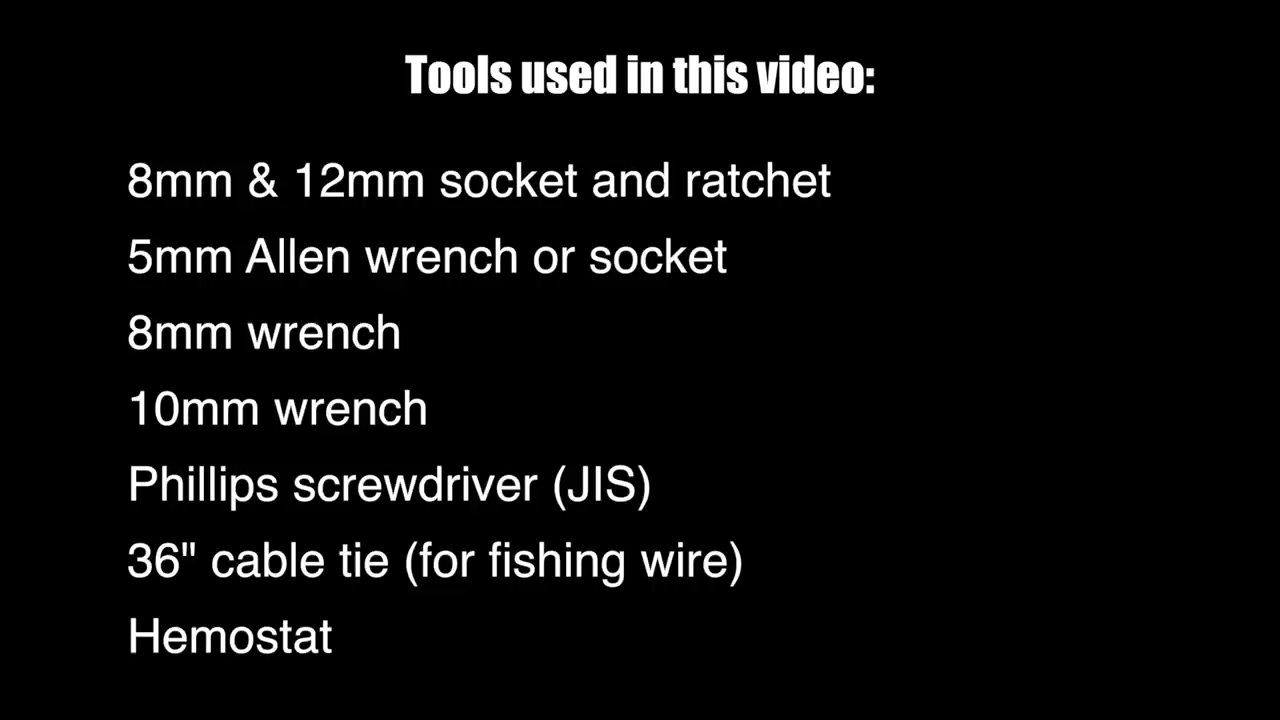 Tools used in this video:
8mm & 12mm socket and ratchet
5mm Allen wrench or socket
8mm wrench
10mm wrench
Phillips screwdriver (JIS)
36" cable tie (for fishing wire)
Hemostat